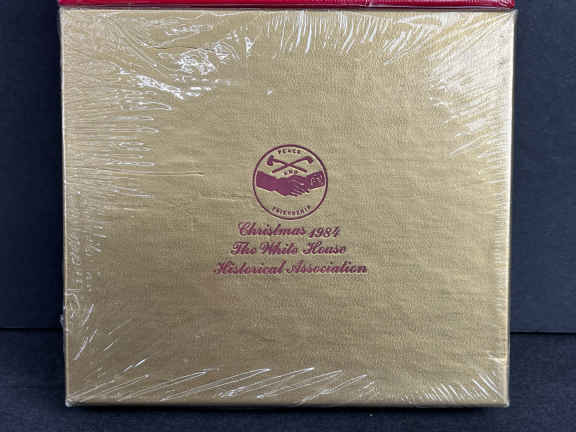 PEACE
AND
FRIENDSHIP
Christmas 1984
The White House
Historical Association